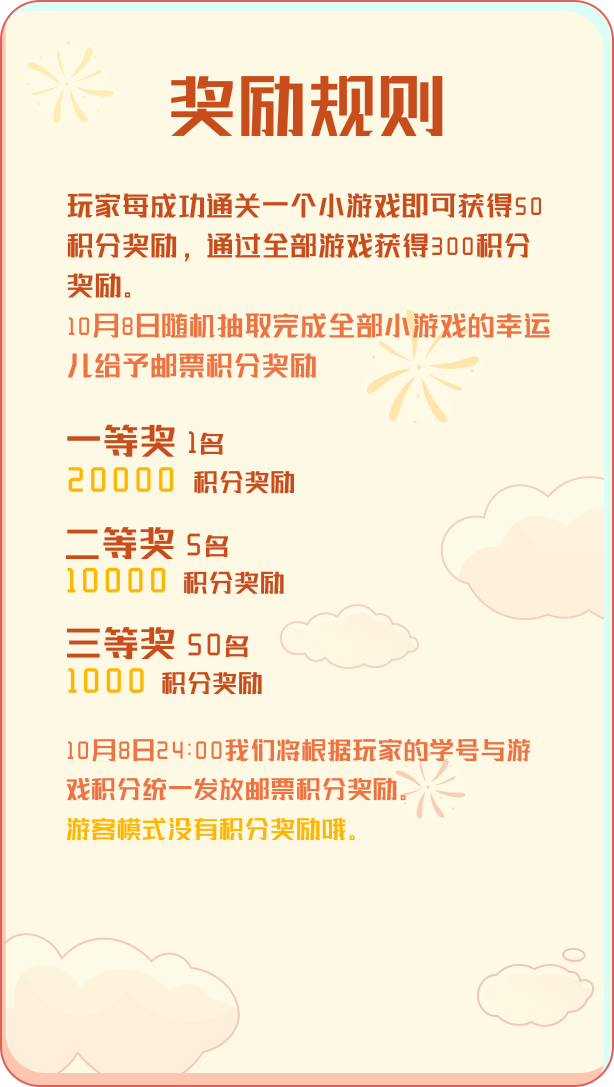 奖励规则
玩家每成功通关一个小游戏即可获得50
积分奖励，通过全部游戏获得300积分
奖励。
10月8日随机抽取完成全部小游戏的幸运
儿给予邮票积分奖励
一等奖 1名
20000 积分奖励
二等奖 5名
10000 积分奖励
三等奖 50名
1000 积分奖励
10月8日24:00我们将根据玩家的学号与游
戏积分统一发放邮票积分奖励。
游客模式没有积分奖励哦。